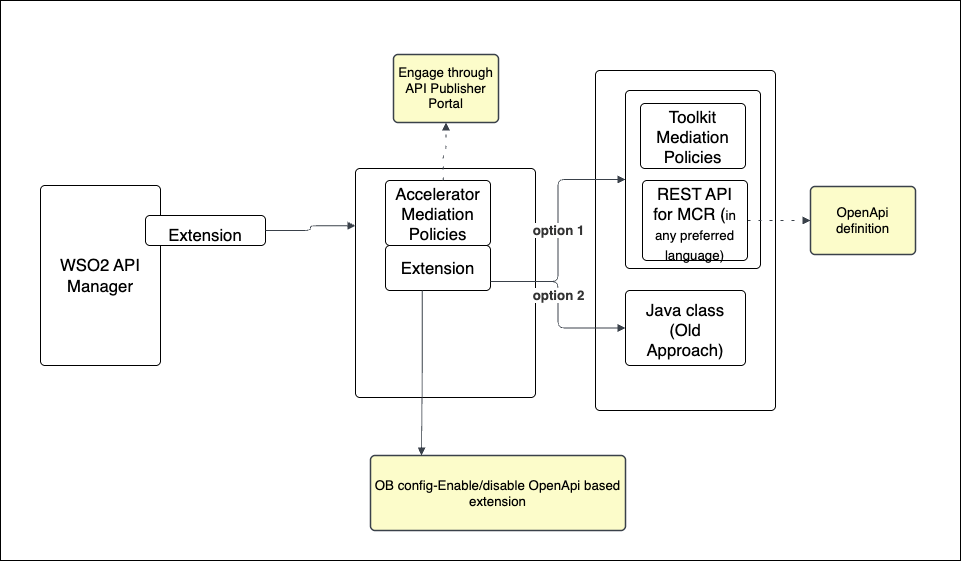 Engage through
API Publisher
Portal
Toolkit
Mediation
Policies
Accelerator
Mediation
Policies
REST API
for MCR (in
any preferred
language)
OpenApi
definition
Extension
option 1
WSO2 API
Manager
Extension
option 2
Java class
(Old
Approach)
OB config-Enable/disable OpenApi based
extension